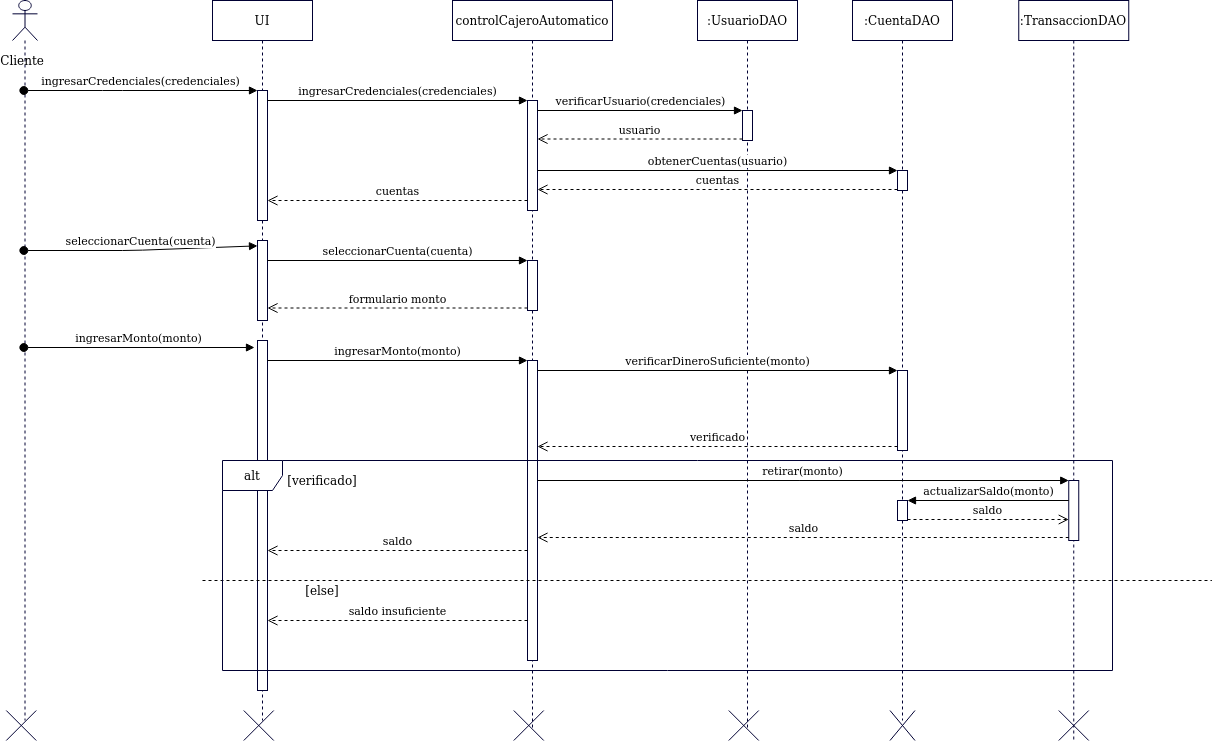 Cliente
UI
controlCajeroAutomatico
:UsuarioDAO
:CuentaDAO
:TransaccionDAO
ingresarCredenciales(credenciales)
ingresarCredenciales(credenciales)
verificarUsuario(credenciales)
usuario
obtenerCuentas(usuario)
cuentas
cuentas
seleccionarCuenta(cuenta)
seleccionarCuenta(cuenta)
formulario monto
ingresarMonto(monto)
ingresarMonto(monto)
verificarDineroSuficiente(monto)
verificado
alt
[verificado]
retirar(monto)
actualizarSaldo(monto)
saldo
saldo
saldo
[else]
saldo insuficiente